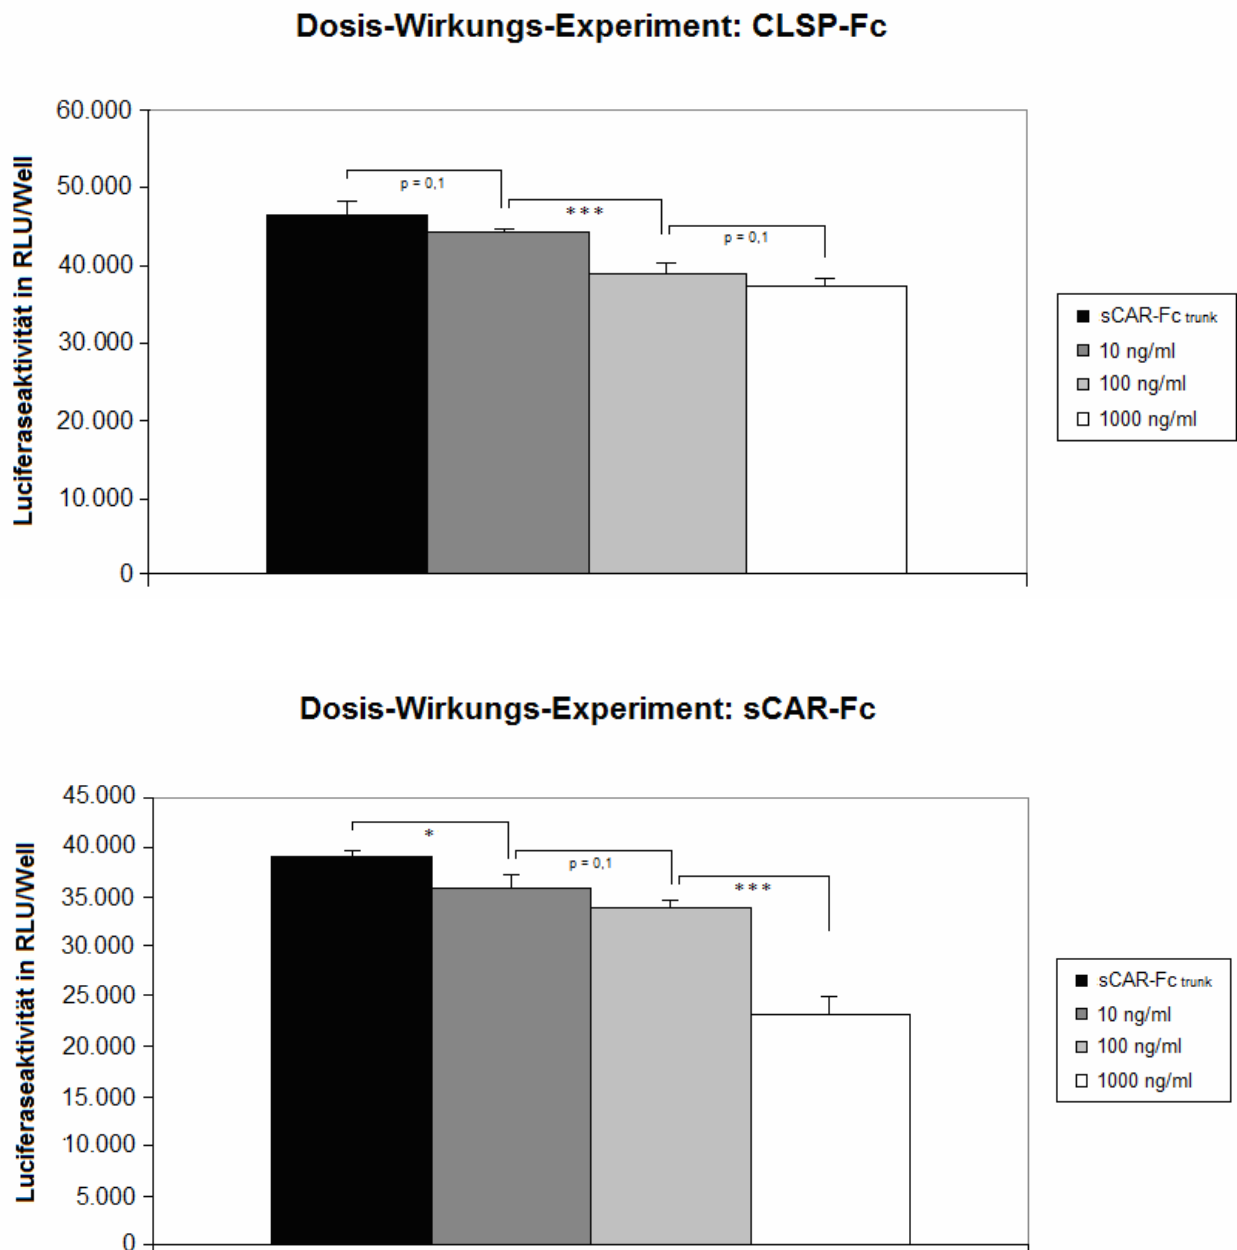 Dosis-Wirkungs-Experiment: CLSP-Fc
Luciferaseaktivität in RLU/Well
60.000
50.000
40.000
30.000
20.000
10.000
0
p = 0,1
***
p = 0,1
sCAR-Fc trunk
10 ng/ml
100 ng/ml
1000 ng/ml
Dosis-Wirkungs-Experiment: sCAR-Fc
Luciferaseaktivität in RLU/Well
45.000
40.000
35.000
30.000
25.000
20.000
15.000
10.000
5.000
0
*
p = 0,1
***
sCAR-Fc trunk
10 ng/ml
100 ng/ml
1000 ng/ml